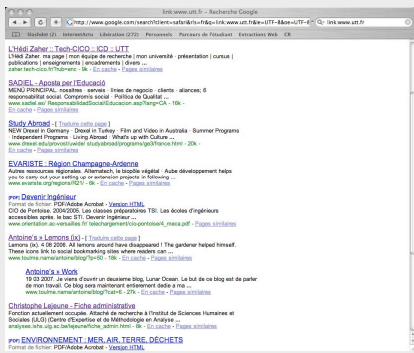 link:www.utt.fr - Recherche Google
http://www.google.com/search?client=safari&rls=fr&q=link:www.utt.fr&ie=UTF-8&oe=UTF-8
link:www.utt.fr
Slashdot (2) InternetActu Libération (272) Personnels Parcours de l'étudiant Extractions Web CR
L'Hédi Zaher :: Tech-CICO :: ICD :: UTT
L'Hédi Zaher. ma page | mon équipe de recherche | mon université · présentation | cursus |
publications | enseignements | encadrements | divers ...
zaher.tech-cico.fr/?hub=enc - 9k - En cache - Pages similaires
SADIEL - Aposta per l'Educació
MENÚ PRINCIPAL. nosaltres · serveis · línies de negocio · clients · aliances; 6
responsabilitat social. Compromís social · Política de Qualitat ...
www.sadiel.es/ ResponsabilidadSocial/Educacion.asp?lang=CA - 16k -
En cache - Pages similaires
Study Abroad - [ Traduire cette page ]
NEW Drexel in Germany · Drexel in Turkey · Film and Video in Australia · Summer Programs
· Independent Programs · Living Abroad · What's up with Culture ...
www.drexel.edu/provost/uwide/ studyabroad/programs/ge3/france.html - 20k -
En cache - Pages similaires
EVARISTE : Région Champagne-Ardenne
Autres ressources régionales. Alternatech, le biopôle végétal · Aube développement helps
you to carry out your setting up or extension projects in following ...
www.evariste.org/regions/R21/ - 6k - En cache - Pages similaires
[PDF] Devenir Ingénieur
Format de fichier: PDF/Adobe Acrobat - Version HTML
CIO de Pontoise. 2004/2005. Les classes préparatoires TSI. Les écoles d'ingénieurs
accessibles après. le bac STI. Devenir Ingénieur ...
www.orientation.ac-versailles.fr/ telechargement/cio-pontoise/4_meca.pdf - Pages similaires
Antoine's » Lemons (ix) - [ Traduire cette page ]
Lemons (ix). 4 08 2006. All lemons around have disappeared ! The gardener helped himself.
These icons link to social bookmarking sites where readers can ...
www.toulme.name/antoine/blog/?p=50 - 18k - En cache - Pages similaires
Antoine's » Work
19 03 2007. Je viens d'ouvrir un deuxieme blog, Lunar Ocean. Le but de ce blog est de parler
de mon travail. Ce blog sera maintenant entierement dedie a ma ...
www.toulme.name/antoine/blog/?cat=6 - 27k - En cache - Pages similaires
Christophe Lejeune - Fiche administrative
Fonction actuellement occupée. Attaché de recherche à l'Institut de Sciences Humaines et
Sociales (ULG) (Centre d'Expertise et de Méthodologie en Analyse ...
analyses.ishs.ulg.ac.be/lejeune/fiche_admin.html - 8k - En cache - Pages similaires
[PDF] ENVIRONNEMENT : MER, AIR, TERRE, DÉCHETS
Format de fichier: PDF/Adobe Acrobat - Version HTML